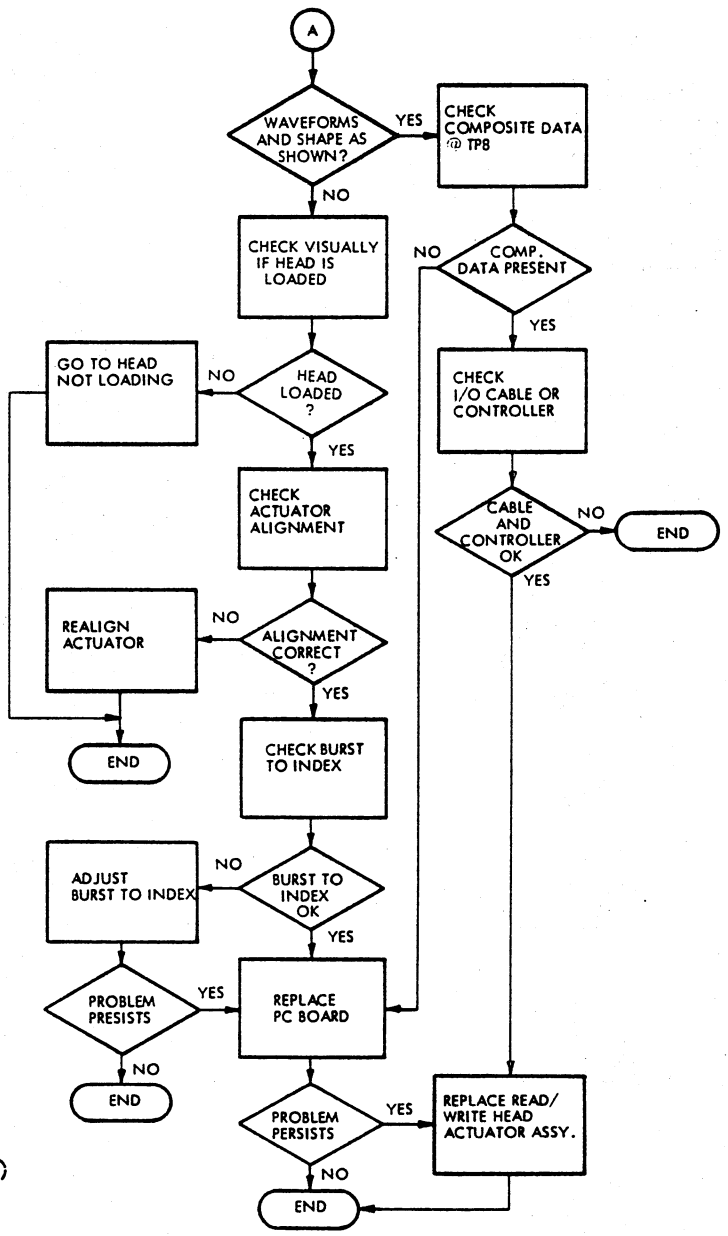 A
WAVEFORMS
AND SHAPE AS
SHOWN?
YES
CHECK
COMPOSITE DATA
@ TP8
NO
CHECK VISUALLY
IF HEAD IS
LOADED
NO
COMP.
DATA PRESENT
YES
GO TO HEAD
NOT LOADING
NO
HEAD
LOADED
?
YES
CHECK
I/O CABLE OR
CONTROLLER
CHECK
ACTUATOR
ALIGNMENT
CABLE
AND
CONTROLLER
OK
NO
END
YES
REALIGN
ACTUATOR
NO
ALIGNMENT
CORRECT
?
YES
END
CHECK BURST
TO INDEX
ADJUST
BURST TO INDEX
NO
BURST TO
INDEX
OK
YES
PROBLEM
PRESISTS
YES
REPLACE
PC BOARD
NO
END
PROBLEM
PERSISTS
YES
REPLACE READ/
WRITE HEAD
ACTUATOR ASSY.
NO
END